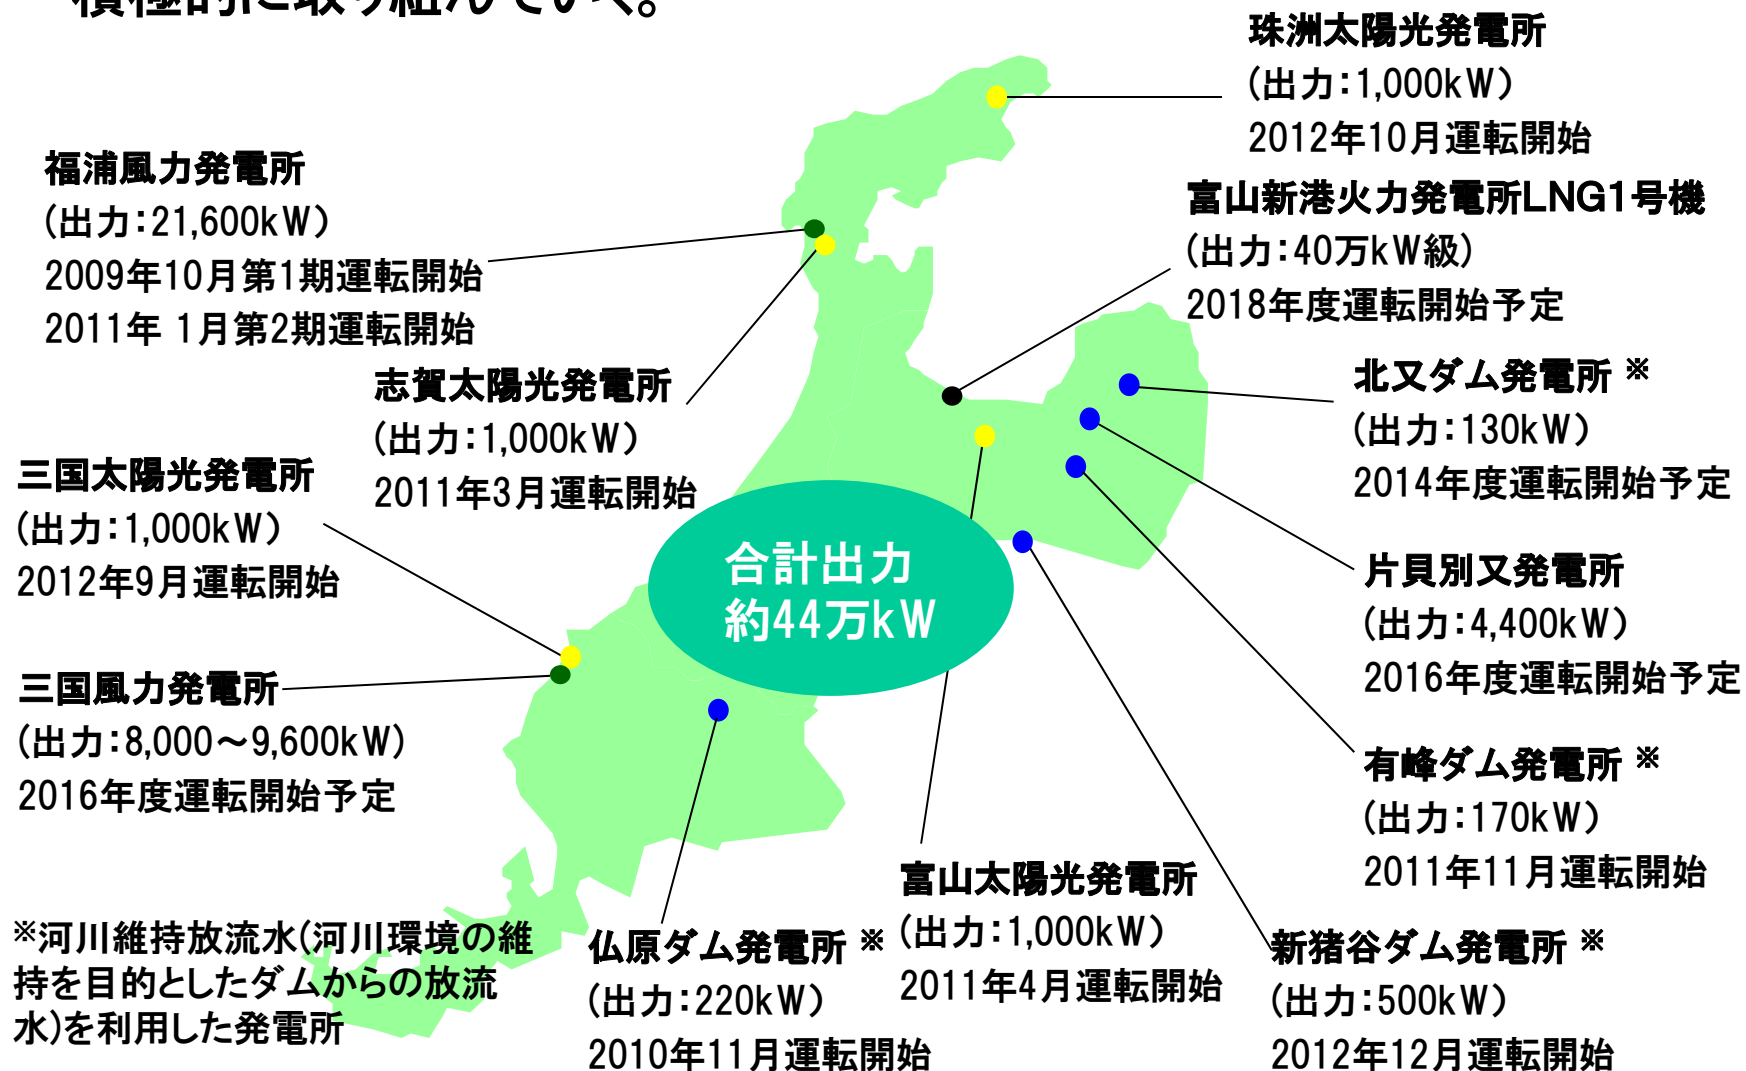 積極的に取り組んでいく。
珠洲太陽光発電所
(出力:1,000kW)
2012年10月運転開始
福浦風力発電所
(出力:21,600kW)
2009年10月第1期運転開始
2011年 1月第2期運転開始
富山新港火力発電所LNG1号機
(出力:40万kW級)
2018年度運転開始予定
志賀太陽光発電所
(出力:1,000kW)
2011年3月運転開始
北又ダム発電所 ※
(出力:130kW)
2014年度運転開始予定
三国太陽光発電所
(出力:1,000kW)
2012年9月運転開始
合計出力
約44万kW
片貝別又発電所
(出力:4,400kW)
2016年度運転開始予定
三国風力発電所
(出力:8,000~9,600kW)
2016年度運転開始予定
有峰ダム発電所 ※
(出力:170kW)
2011年11月運転開始
富山太陽光発電所
(出力:1,000kW)
2011年4月運転開始
※河川維持放流水(河川環境の維
持を目的としたダムからの放流
水)を利用した発電所
仏原ダム発電所 ※
(出力:220kW)
2010年11月運転開始
新猪谷ダム発電所 ※
(出力:500kW)
2012年12月運転開始